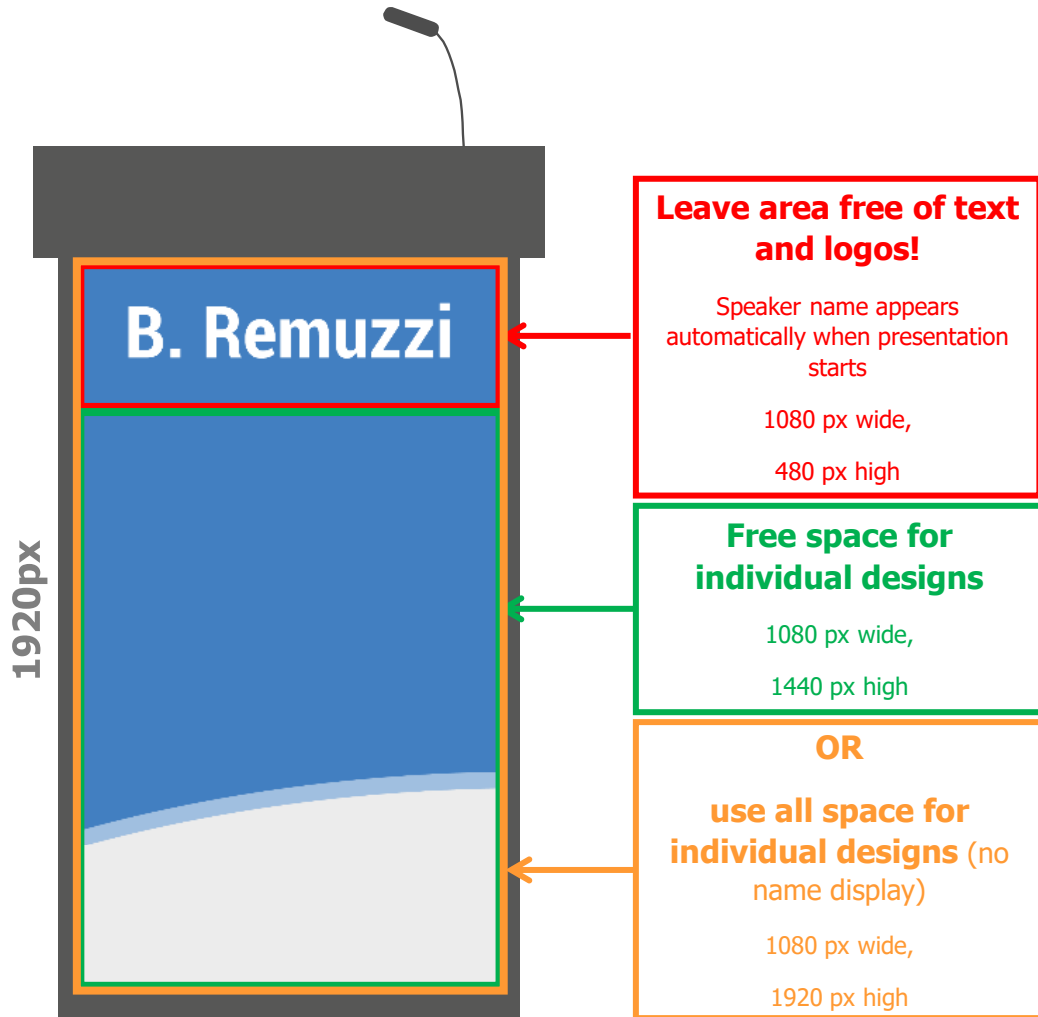 B. Remuzzi
1920px
Leave area free of text
and logos!
Speaker name appears
automatically when presentation
starts
1080 px wide,
480 px high
Free space for
individual designs
1080 px wide,
1440 px high
OR
use all space for
individual designs (no
name display)
1080 px wide,
1920 px high